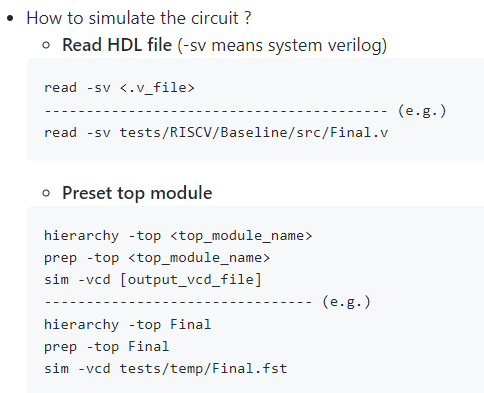 How to simulate the circuit ?
Read HDL file (-sv means system verilog)
read -sv <.v_file>
--------------------------------------- (e.g.)
read -sv tests/RISCV/Baseline/src/Final.v
Preset top module
hierarchy -top <top_module_name>
prep -top <top_module_name>
sim -vcd [output_vcd_file]
------------------------------- (e.g.)
hierarchy -top Final
prep -top Final
sim -vcd tests/temp/Final.fst